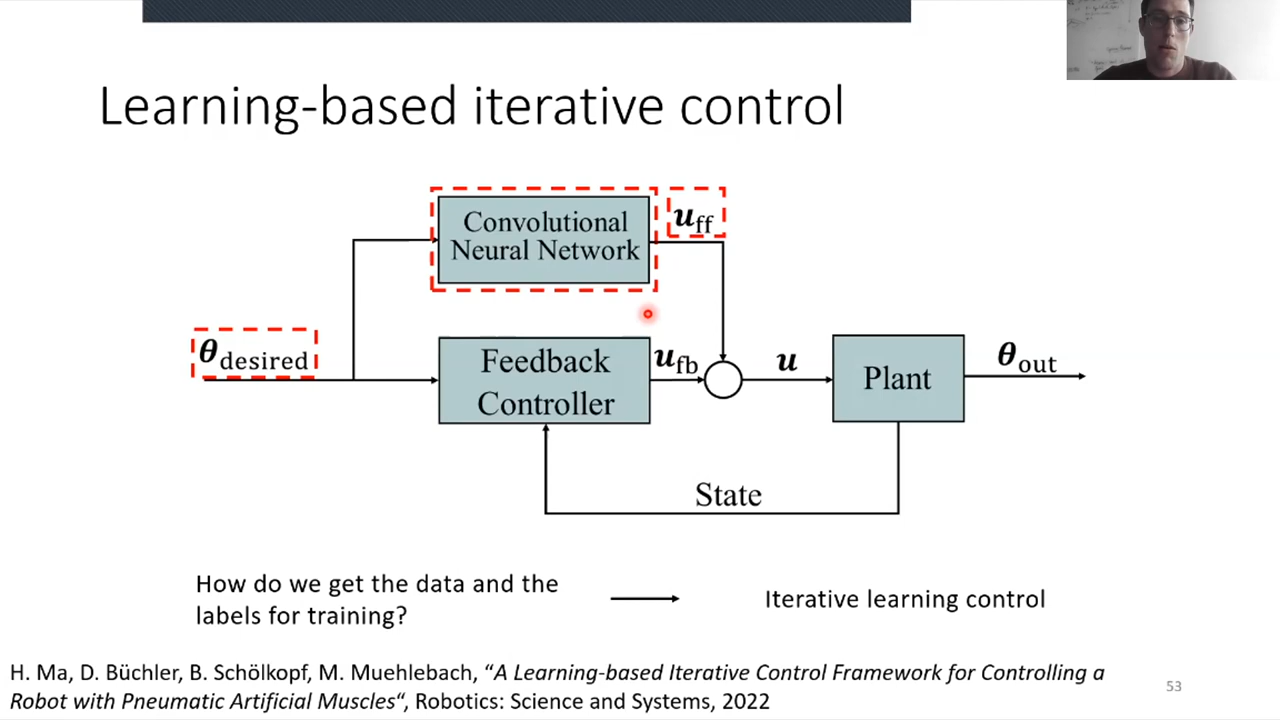 Learning-based iterative control
Convolutional
Neural Network
u_ff
θ_desired
Feedback
Controller
u_fb
u
Plant
θ_out
State
How do we get the data and the
labels for training?
Iterative learning control
H. Ma, D. Büchler, B. Schölkopf, M. Muehlebach, “A Learning-based Iterative Control Framework for Controlling a
Robot with Pneumatic Artificial Muscles“, Robotics: Science and Systems, 2022
53